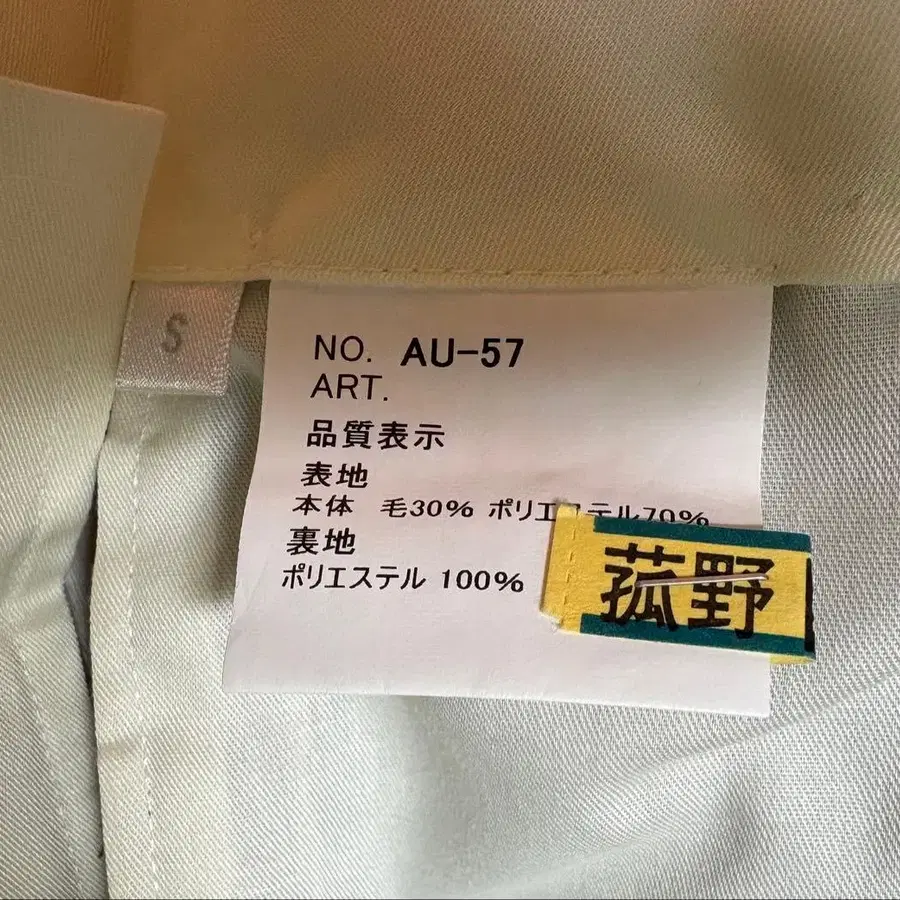 S
NO. AU-57
ART.
品質表示
表地
本体 毛30% ポリエステル70%
裏地
ポリエステル 100%
菰野